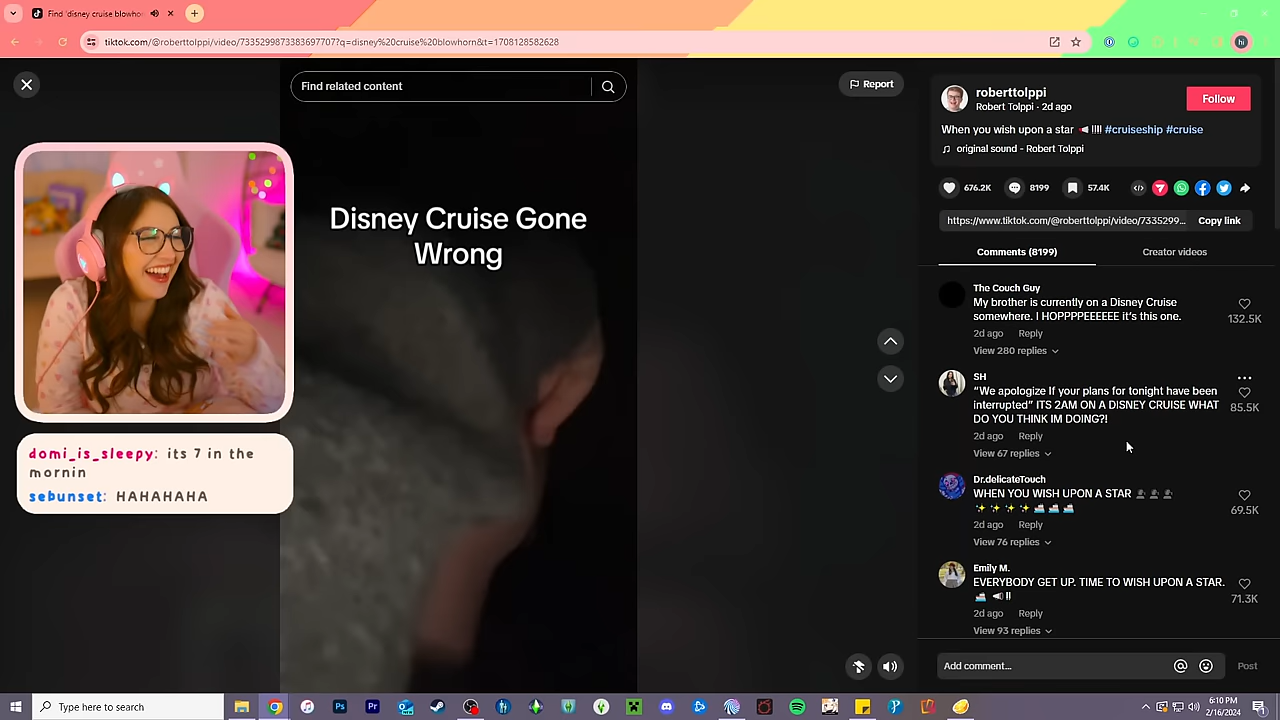 Find 'disney cruise blowho
tiktok.com/@roberttolppi/video/7335299873383697707?q=disney%20cruise%20blowhorn&t=1708128582628
hi
Find related content
Report
Disney Cruise Gone
Wrong
domi_is_sleepy: its 7 in the
mornin
sebunset: HAHAHAHA
roberttolppi
Robert Tolppi · 2d ago
Follow
When you wish upon a star 📢 !!!! #cruiseship #cruise
♫ original sound - Robert Tolppi
676.2K
8199
57.4K
https://www.tiktok.com/@roberttolppi/video/7335299...
Copy link
Comments (8199)
Creator videos
The Couch Guy
My brother is currently on a Disney Cruise
somewhere. I HOPPPPEEEEE it's this one.
132.5K
2d ago Reply
View 280 replies
SH
“We apologize If your plans for tonight have been
interrupted” ITS 2AM ON A DISNEY CRUISE WHAT
DO YOU THINK IM DOING?!
85.5K
2d ago Reply
View 67 replies
Dr.delicateTouch
WHEN YOU WISH UPON A STAR
69.5K
2d ago Reply
View 76 replies
Emily M.
EVERYBODY GET UP. TIME TO WISH UPON A STAR.
71.3K
2d ago Reply
View 93 replies
Add comment...
Post
Type here to search
Ps
Pr
6:10 PM
2/16/2024